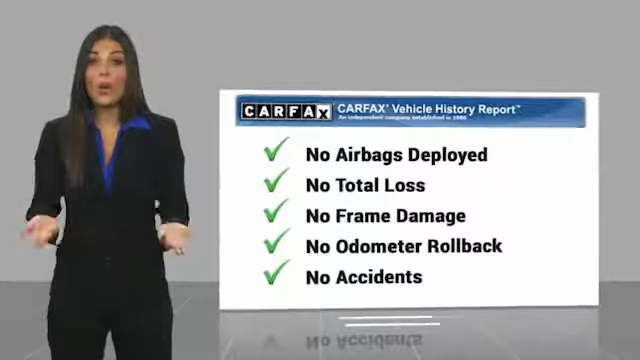 CARFAX CARFAX® Vehicle History Report™
An independent company established in 1986
No Airbags Deployed
No Total Loss
No Frame Damage
No Odometer Rollback
No Accidents